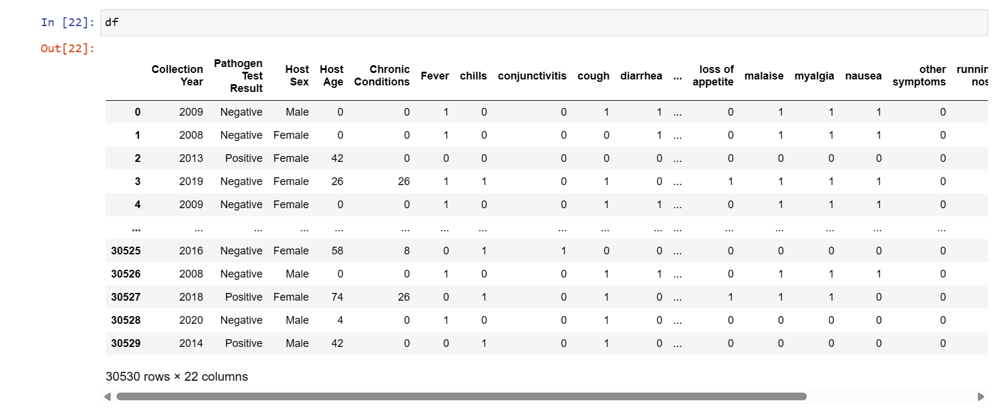 In [22]: df
Out[22]:
Collection Year Pathogen Test Result Host Sex Host Age Chronic Conditions Fever chills conjunctivitis cough diarrhea ... loss of appetite malaise myalgia nausea other symptoms runnin nos
0 2009 Negative Male 0 0 1 0 0 1 1 ... 0 1 1 1 0
1 2008 Negative Female 0 0 1 0 0 0 1 ... 0 1 1 1 0
2 2013 Positive Female 42 0 0 0 0 0 0 ... 0 0 0 0 0
3 2019 Negative Female 26 26 1 1 0 1 0 ... 1 1 1 1 0
4 2009 Negative Female 0 0 1 0 0 1 1 ... 0 1 1 1 0
... ... ... ... ... ... ... ... ... ... ... ... ... ... ... ... ...
30525 2016 Negative Female 58 8 0 1 1 0 0 ... 0 0 0 0 0
30526 2008 Negative Male 0 0 1 0 0 1 1 ... 0 1 1 1 0
30527 2018 Positive Female 74 26 0 1 0 1 0 ... 1 1 1 0 0
30528 2020 Negative Male 4 0 1 0 0 1 0 ... 0 0 0 0 0
30529 2014 Positive Male 42 0 0 1 0 1 0 ... 0 0 0 0 0
30530 rows × 22 columns